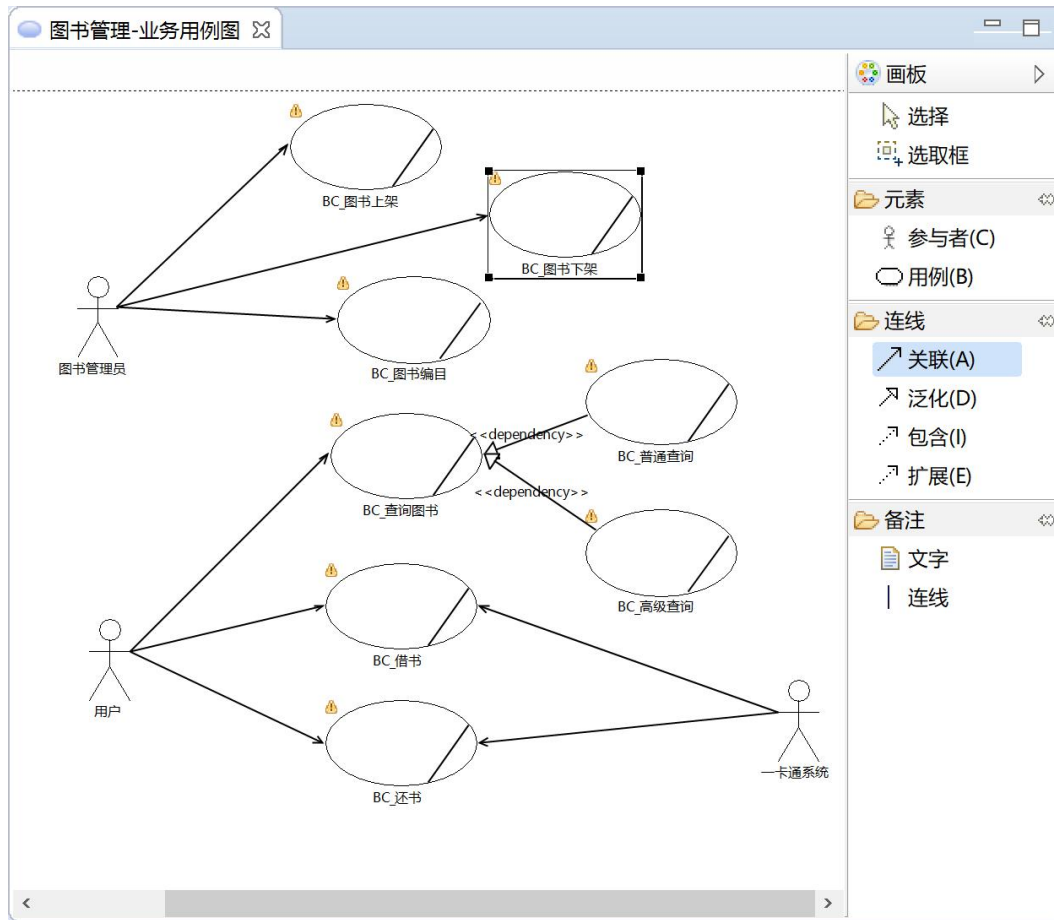 图书管理-业务用例图
BC_图书上架
BC_图书下架
图书管理员
BC_图书编目
<<dependency>>
BC_普通查询
<<dependency>>
BC_查询图书
BC_高级查询
BC_借书
用户
BC_还书
一卡通系统
画板
选择
选取框
元素
参与者(C)
用例(B)
连线
关联(A)
泛化(D)
包含(I)
扩展(E)
备注
文字
连线